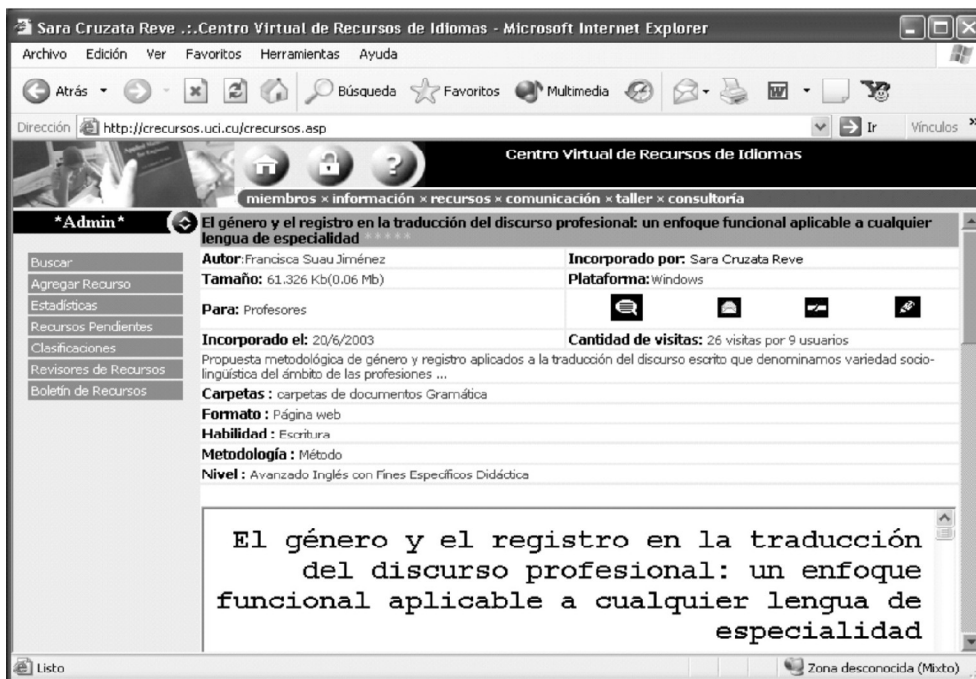 Sara Cruzata Reve .:.Centro Virtual de Recursos de Idiomas - Microsoft Internet Explorer
Archivo Edición Ver Favoritos Herramientas Ayuda
Atrás Búsqueda Favoritos Multimedia
Dirección http://crecursos.uci.cu/crecursos.asp Ir Vínculos »
Centro Virtual de Recursos de Idiomas
miembros × información × recursos × comunicación × taller × consultoría
*Admin*
Buscar
Agregar Recurso
Estadísticas
Recursos Pendientes
Clasificaciones
Revisores de Recursos
Boletín de Recursos
El género y el registro en la traducción del discurso profesional: un enfoque funcional aplicable a cualquier
lengua de especialidad *****
Autor:Francisca Suau Jiménez Incorporado por: Sara Cruzata Reve
Tamaño: 61.326 Kb(0.06 Mb) Plataforma:Windows
Para: Profesores
Incorporado el: 20/6/2003 Cantidad de visitas: 26 visitas por 9 usuarios
Propuesta metodológica de género y registro aplicados a la traducción del discurso escrito que denominamos variedad socio-
lingüística del ámbito de las profesiones ...
Carpetas : carpetas de documentos Gramática
Formato : Página web
Habilidad : Escritura
Metodología : Método
Nivel : Avanzado Inglés con Fines Específicos Didáctica
El género y el registro en la traducción
del discurso profesional: un enfoque
funcional aplicable a cualquier lengua de
especialidad
Listo Zona desconocida (Mixto)